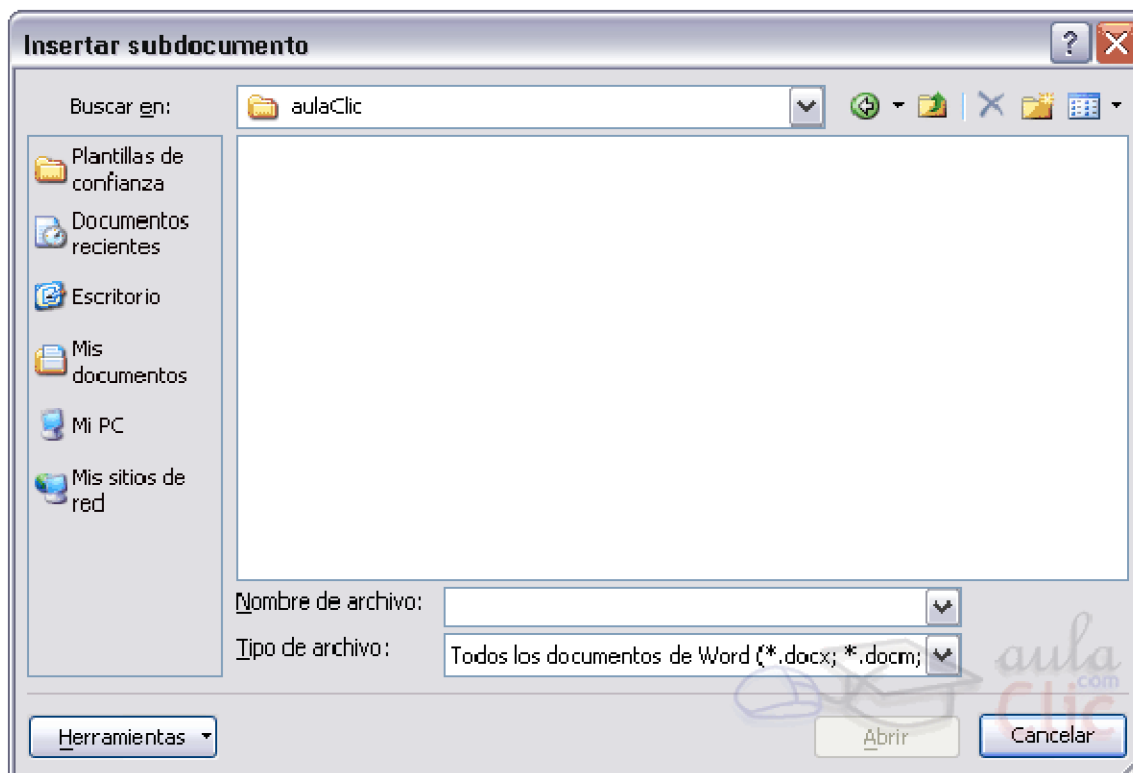 Insertar subdocumento
?
Buscar en:
aulaClic
Plantillas de
confianza
Documentos
recientes
Escritorio
Mis
documentos
Mi PC
Mis sitios de
red
Nombre de archivo:
Tipo de archivo:
Todos los documentos de Word (*.docx; *.docm;
aula
.com
Clic
Herramientas
Abrir
Cancelar